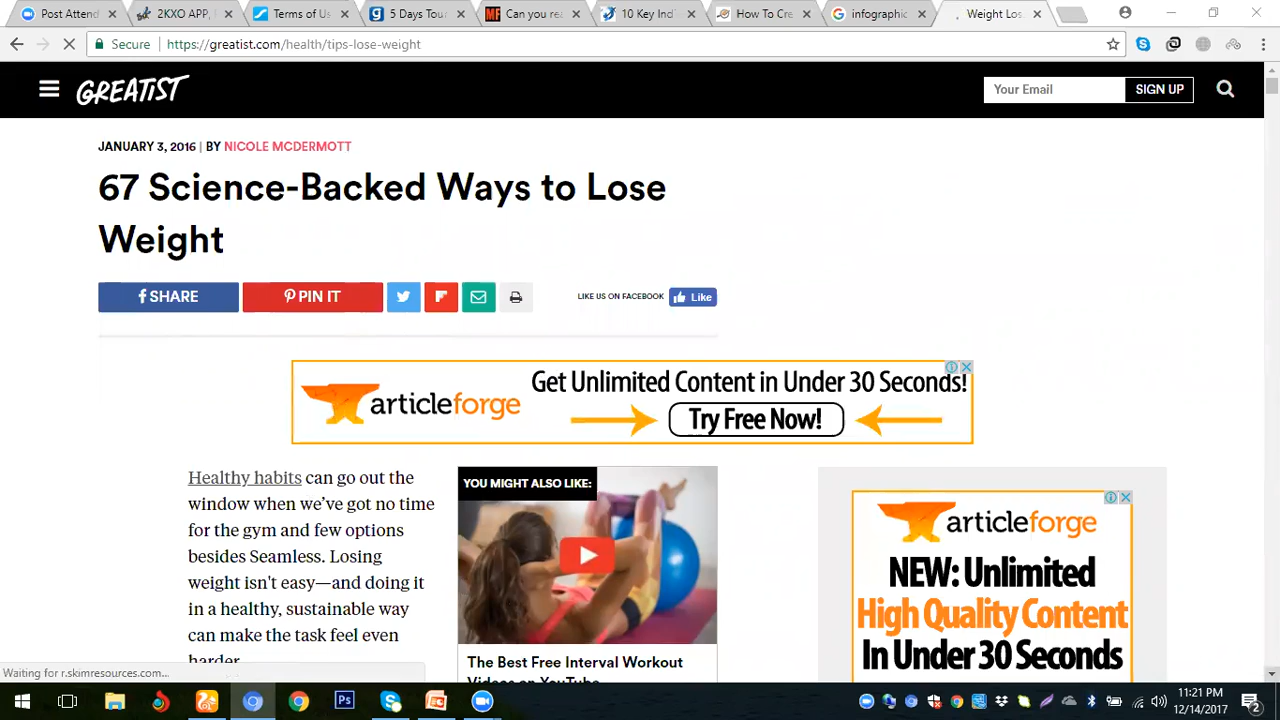 Post Attend
2KXO APP,
Terms of Us
5 Days Tour
Can you re
10 Key Ind
How To Cre
infographic
Weight Los
Secure
https://greatist.com/health/tips-lose-weight
GREATIST
Your Email
SIGN UP
JANUARY 3, 2016 | BY NICOLE MCDERMOTT
67 Science-Backed Ways to Lose
Weight
SHARE
PIN IT
LIKE US ON FACEBOOK
Like
articleforge
Get Unlimited Content in Under 30 Seconds!
Try Free Now!
Healthy habits can go out the
window when we’ve got no time
for the gym and few options
besides Seamless. Losing
weight isn't easy—and doing it
in a healthy, sustainable way
can make the task feel even
harder.
YOU MIGHT ALSO LIKE:
The Best Free Interval Workout
Videos on YouTube
articleforge
NEW: Unlimited
High Quality Content
In Under 30 Seconds
Waiting for r.skimresources.com...
Ps
11:21 PM
12/14/2017
2